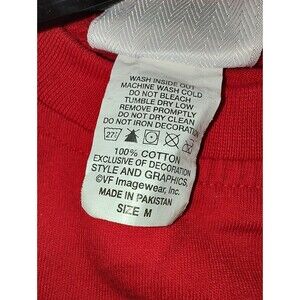 WASH INSIDE OUT
MACHINE WASH COLD
DO NOT BLEACH
TUMBLE DRY LOW
REMOVE PROMPTLY
DO NOT DRY CLEAN
DO NOT IRON DECORATION
27
100% COTTON
EXCLUSIVE OF DECORATION
STYLE AND GRAPHICS
©VF Imagewear, Inc.
MADE IN PAKISTAN
SIZE M